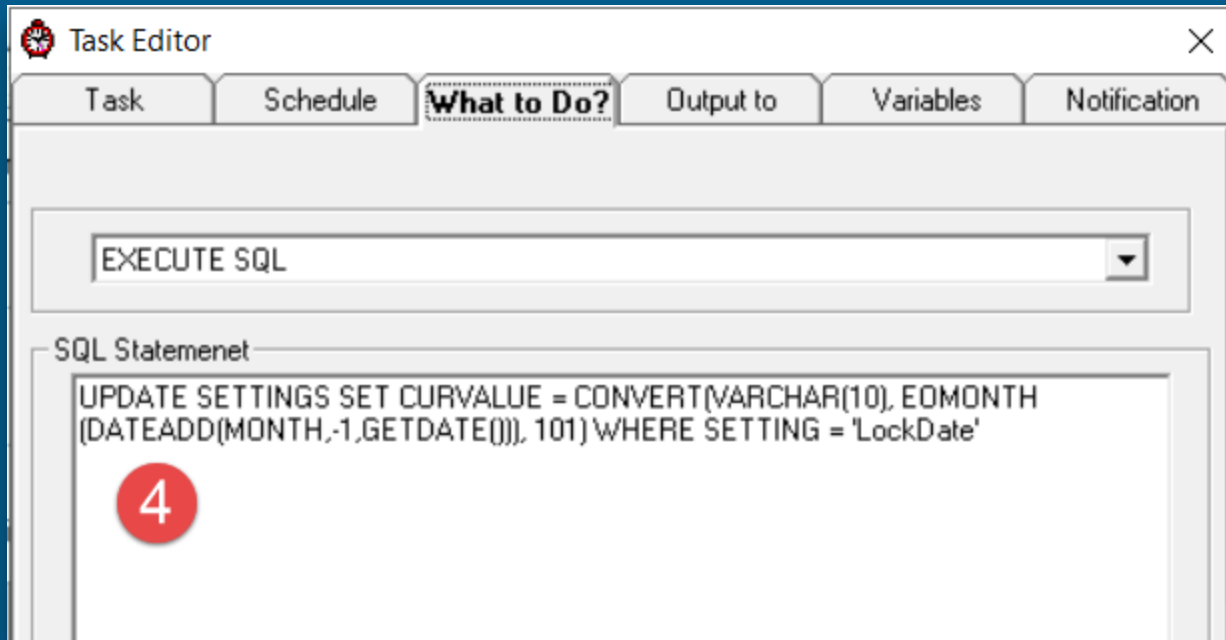 Task Editor
Task Schedule What to Do? Output to Variables Notification
EXECUTE SQL
SQL Statemenet
UPDATE SETTINGS SET CURVALUE = CONVERT(VARCHAR(10), EOMONTH
(DATEADD(MONTH,-1,GETDATE())), 101) WHERE SETTING = 'LockDate'
4